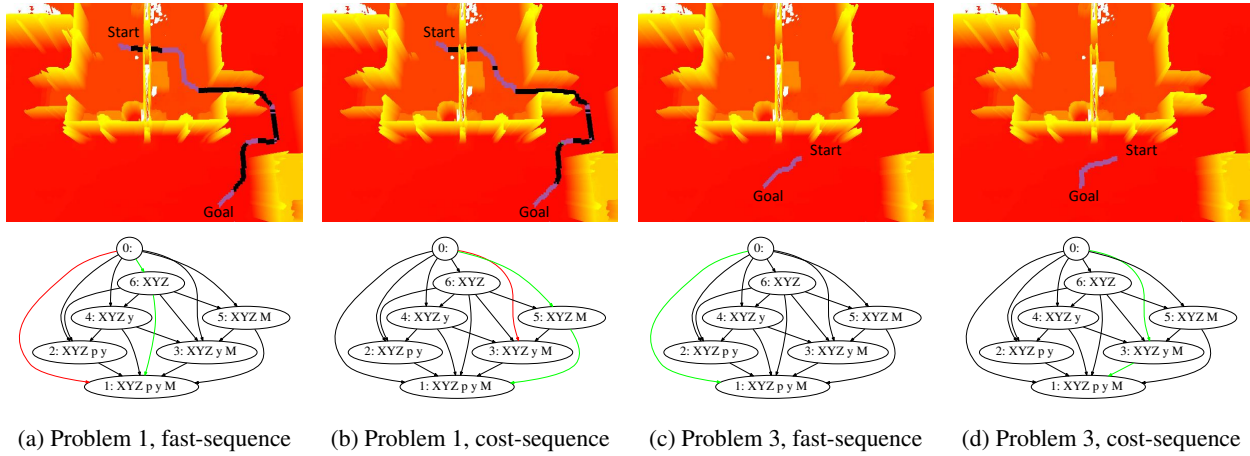 Start
Goal
Start
Goal
Start
Goal
Start
Goal
0:
6: XYZ
4: XYZ y
5: XYZ M
2: XYZ p y
3: XYZ y M
1: XYZ p y M
0:
6: XYZ
4: XYZ y
5: XYZ M
2: XYZ p y
3: XYZ y M
1: XYZ p y M
0:
6: XYZ
4: XYZ y
5: XYZ M
2: XYZ p y
3: XYZ y M
1: XYZ p y M
0:
6: XYZ
4: XYZ y
5: XYZ M
2: XYZ p y
3: XYZ y M
1: XYZ p y M
(a) Problem 1, fast-sequence
(b) Problem 1, cost-sequence
(c) Problem 3, fast-sequence
(d) Problem 3, cost-sequence